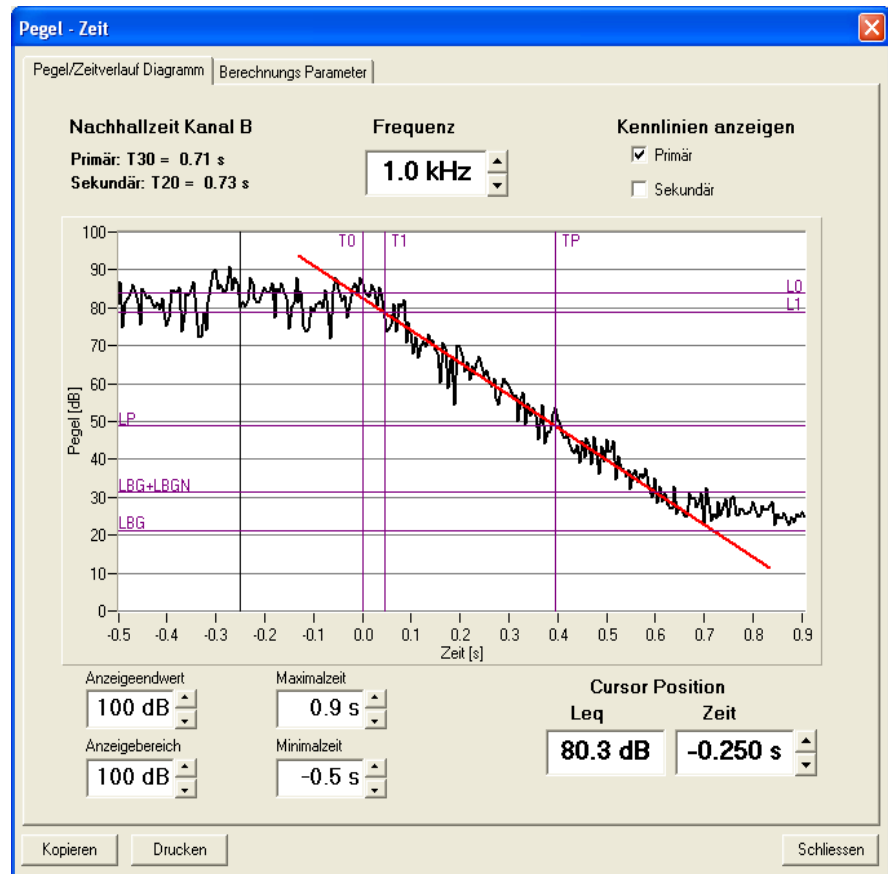 Pegel - Zeit
Pegel/Zeitverlauf Diagramm
Berechnungs Parameter
Nachhallzeit Kanal B
Primär: T30 = 0.71 s
Sekundär: T20 = 0.73 s
Frequenz
1.0 kHz
Kennlinien anzeigen
Primär
Sekundär
100
90
80
70
60
50
40
30
20
10
0
Pegel [dB]
T0
T1
TP
L0
L1
LP
LBG+LBGN
LBG
-0.5 -0.4 -0.3 -0.2 -0.1 0.0 0.1 0.2 0.3 0.4 0.5 0.6 0.7 0.8 0.9
Zeit [s]
Anzeigeendwert
100 dB
Maximalzeit
0.9 s
Anzeigebereich
100 dB
Minimalzeit
-0.5 s
Cursor Position
Leq Zeit
80.3 dB -0.250 s
Kopieren
Drucken
Schliessen